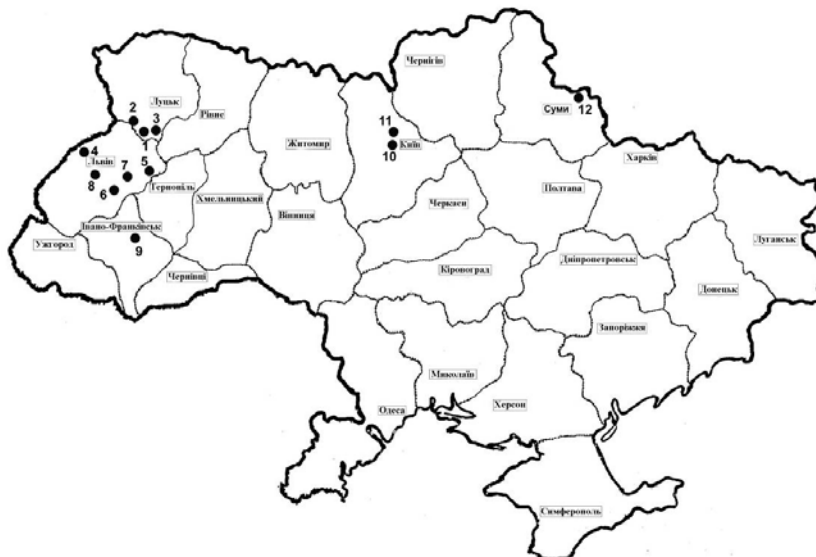 Чернігів
2
Луцьк
3
Рівне
Суми
12
1
Житомир
11
Київ
10
4
Львів
7
5
8
6
Тернопіль
Хмельницький
Вінниця
Харків
Полтава
Черкаси
Луганськ
Івано-Франківськ
9
Ужгород
Чернівці
Кіровоград
Дніпропетровськ
Донецьк
Запоріжжя
Миколаїв
Одеса
Херсон
Симферополь